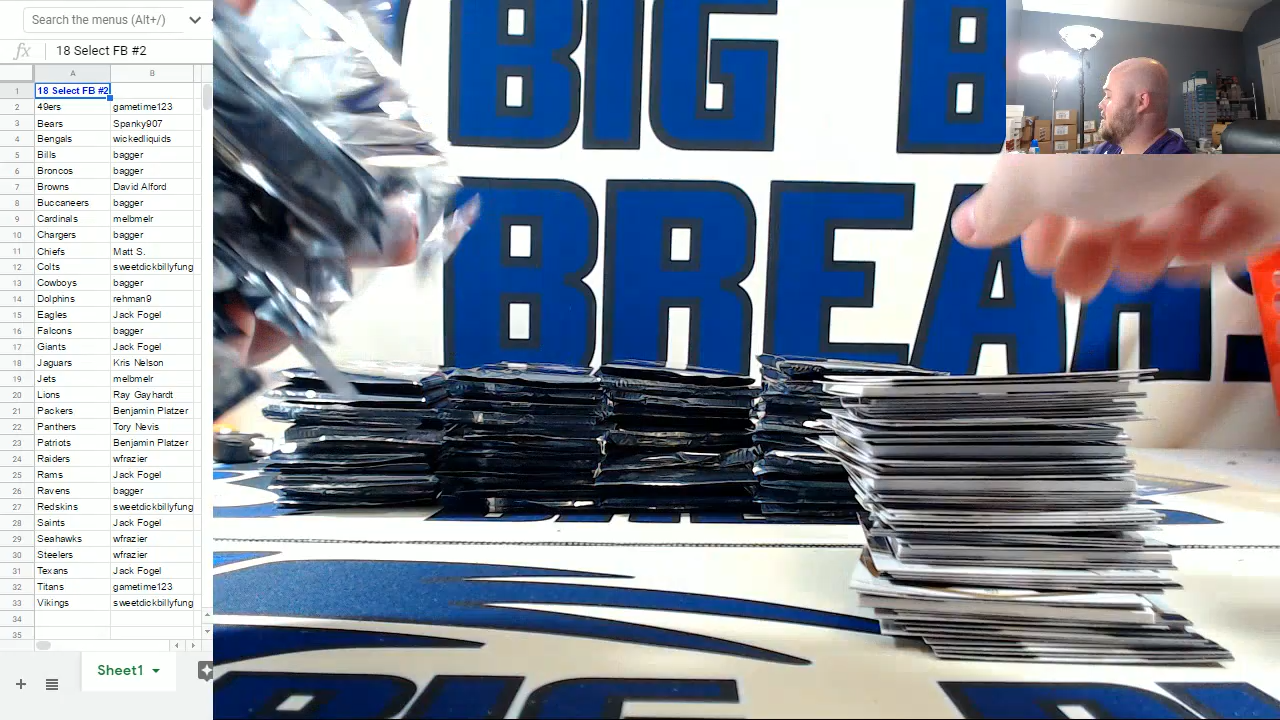 Search the menus (Alt+/)
fx 18 Select FB #2
A B
1 18 Select FB #2
2 49ers gametime123
3 Bears Spanky907
4 Bengals wickedliquids
5 Bills bagger
6 Broncos bagger
7 Browns David Alford
8 Buccaneers bagger
9 Cardinals melbmelr
10 Chargers bagger
11 Chiefs Matt S.
12 Colts sweetdickbillyfung
13 Cowboys bagger
14 Dolphins rehman9
15 Eagles Jack Fogel
16 Falcons bagger
17 Giants Jack Fogel
18 Jaguars Kris Nelson
19 Jets melbmelr
20 Lions Ray Gayhardt
21 Packers Benjamin Platzer
22 Panthers Tory Nevis
23 Patriots Benjamin Platzer
24 Raiders wfrazier
25 Rams Jack Fogel
26 Ravens bagger
27 Redskins sweetdickbillyfung
28 Saints Jack Fogel
29 Seahawks wfrazier
30 Steelers wfrazier
31 Texans Jack Fogel
32 Titans gametime123
33 Vikings sweetdickbillyfung
34
35
Sheet1
BIG B
BREAK
BIG